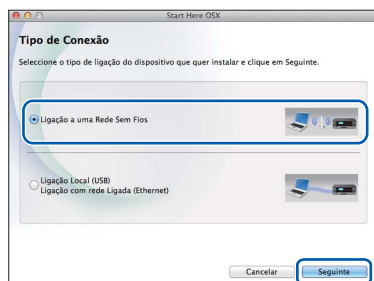 Start Here OSX
Tipo de Conexão
Seleccione o tipo de ligação do dispositivo que quer instalar e clique em Seguinte.
Ligação a uma Rede Sem Fios
Ligação Local (USB)
Ligação com rede Ligada (Ethernet)
Cancelar
Seguinte